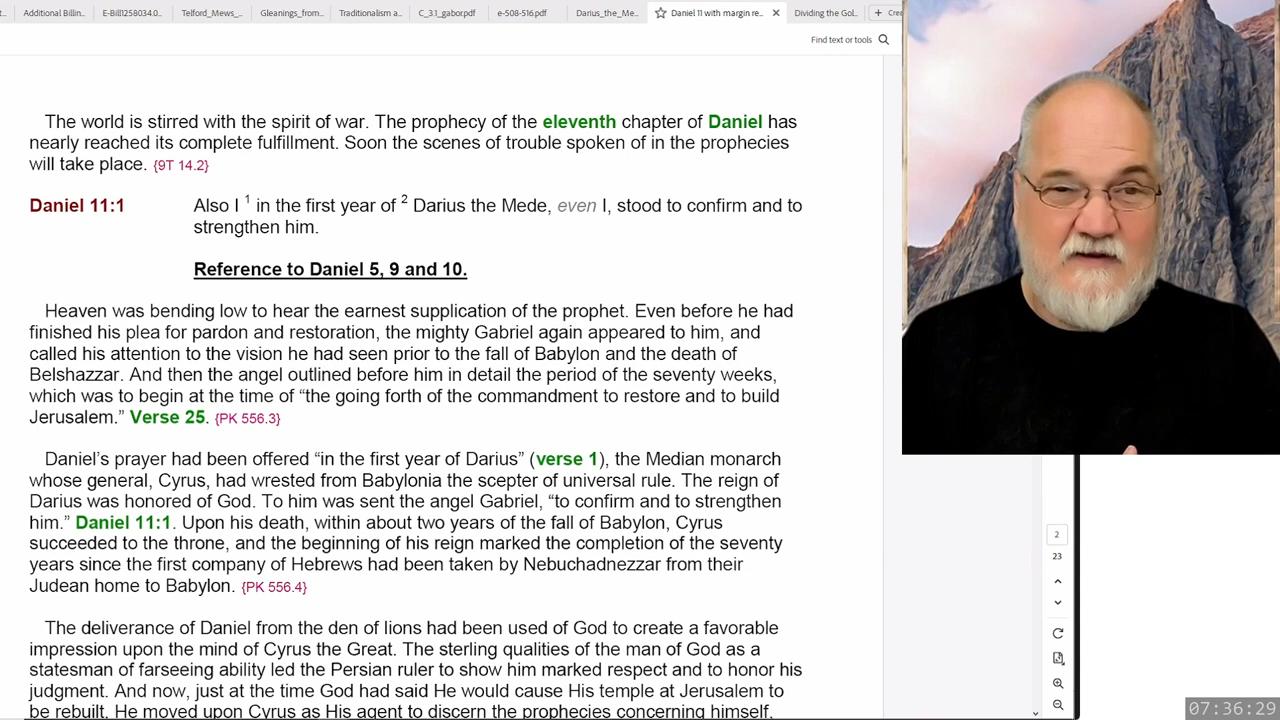 .. Additional Billin.. E-Bill1258034.0... Telford_Mews_... Gleanings_from... Traditionalism a... C_3.1_gabor.pdf e-508-516.pdf Darius_the_Me... Daniel 11 with margin re... Dividing the Gol..
Find text or tools
The world is stirred with the spirit of war. The prophecy of the eleventh chapter of Daniel has
nearly reached its complete fulfillment. Soon the scenes of trouble spoken of in the prophecies
will take place. {9T 14.2}
Daniel 11:1 Also I 1 in the first year of 2 Darius the Mede, even I, stood to confirm and to
strengthen him.
Reference to Daniel 5, 9 and 10.
Heaven was bending low to hear the earnest supplication of the prophet. Even before he had
finished his plea for pardon and restoration, the mighty Gabriel again appeared to him, and
called his attention to the vision he had seen prior to the fall of Babylon and the death of
Belshazzar. And then the angel outlined before him in detail the period of the seventy weeks,
which was to begin at the time of “the going forth of the commandment to restore and to build
Jerusalem.” Verse 25. {PK 556.3}
Daniel’s prayer had been offered “in the first year of Darius” (verse 1), the Median monarch
whose general, Cyrus, had wrested from Babylonia the scepter of universal rule. The reign of
Darius was honored of God. To him was sent the angel Gabriel, “to confirm and to strengthen
him.” Daniel 11:1. Upon his death, within about two years of the fall of Babylon, Cyrus
succeeded to the throne, and the beginning of his reign marked the completion of the seventy
years since the first company of Hebrews had been taken by Nebuchadnezzar from their
Judean home to Babylon. {PK 556.4}
The deliverance of Daniel from the den of lions had been used of God to create a favorable
impression upon the mind of Cyrus the Great. The sterling qualities of the man of God as a
statesman of farseeing ability led the Persian ruler to show him marked respect and to honor his
judgment. And now, just at the time God had said He would cause His temple at Jerusalem to
be rebuilt, He moved upon Cyrus as His agent to discern the prophecies concerning himself,
2
23
07:36:29